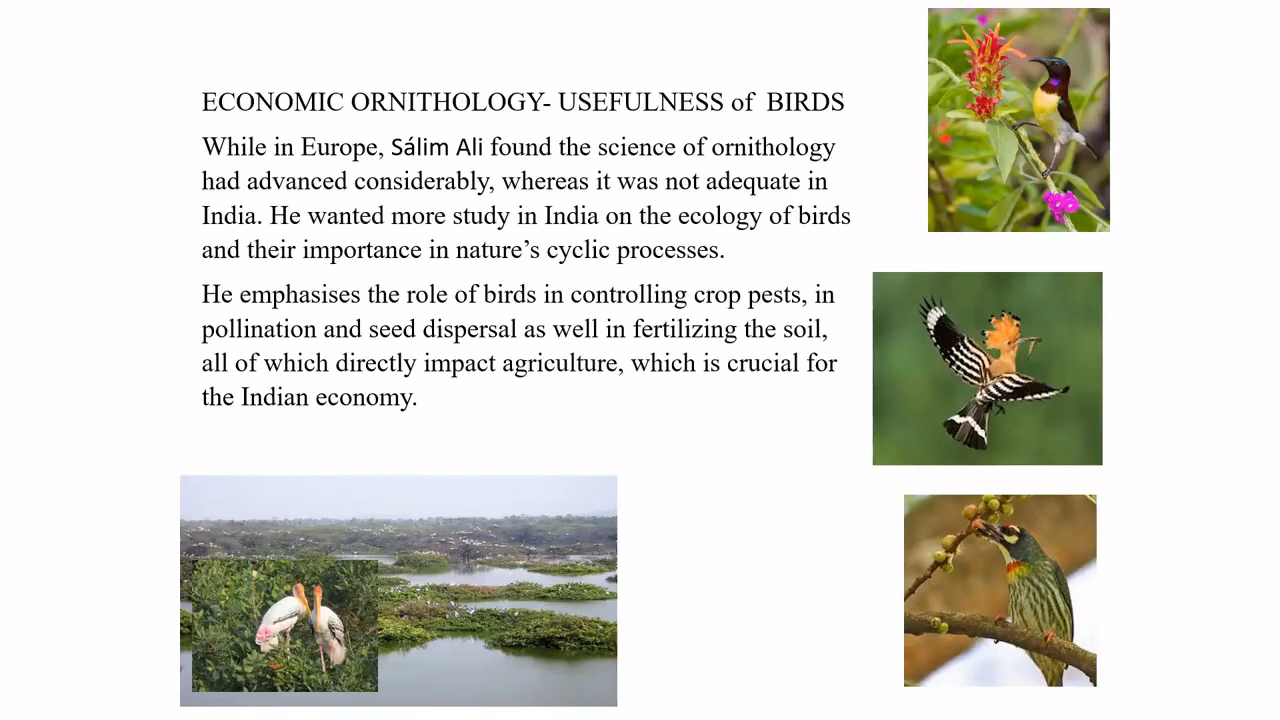 ECONOMIC ORNITHOLOGY- USEFULNESS of BIRDS
While in Europe, Sálim Ali found the science of ornithology
had advanced considerably, whereas it was not adequate in
India. He wanted more study in India on the ecology of birds
and their importance in nature’s cyclic processes.
He emphasises the role of birds in controlling crop pests, in
pollination and seed dispersal as well in fertilizing the soil,
all of which directly impact agriculture, which is crucial for
the Indian economy.